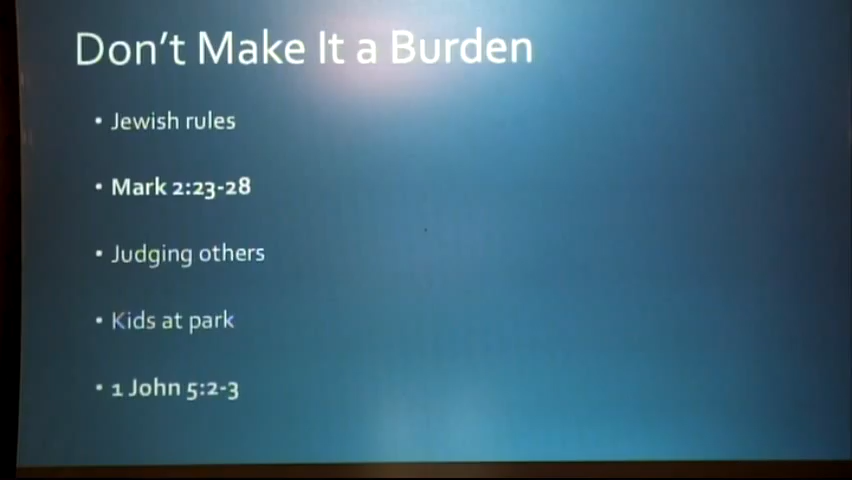 Don't Make It a Burden
• Jewish rules
• Mark 2:23-28
• Judging others
• Kids at park
• 1 John 5:2-3